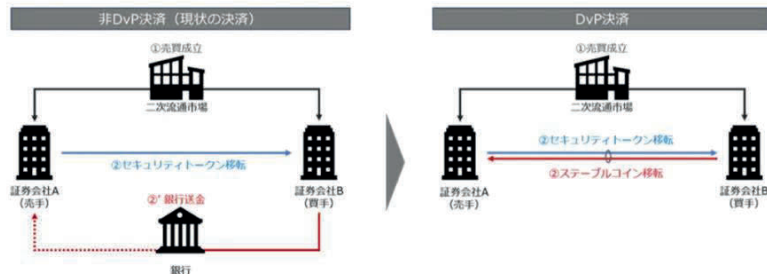 非DvP決済（現状の決済）
①売買成立
二次流通市場
②セキュリティトークン移転
証券会社A
（売手）
証券会社B
（買手）
②’ 銀行送金
銀行
DvP決済
①売買成立
二次流通市場
②セキュリティトークン移転
②ステーブルコイン移転
証券会社A
（売手）
証券会社B
（買手）